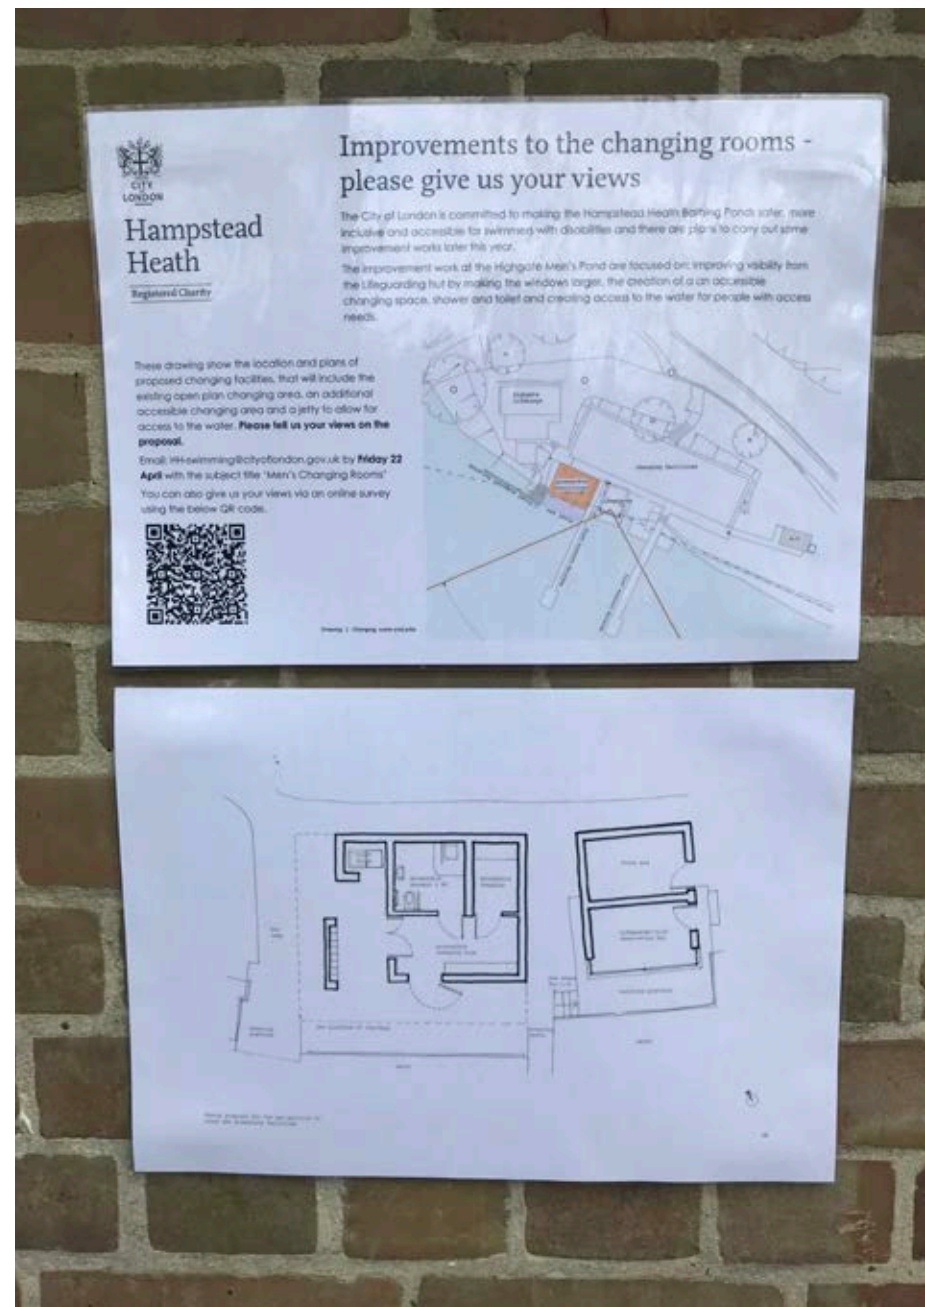 CITY
LONDON
Hampstead
Heath
Registered Charity
Improvements to the changing rooms -
please give us your views
The City of London is committed to making the Hampstead Heath Bathing Ponds safer, more
inclusive and accessible for swimmed with disabilities and there are plans to carry out some
improvement works later this year.
The improvement work at the Highgate Men's Pond are focused on: improving visibility from
the Lifeguarding hut by making the windows larger, the creation of a an accessible
changing space, shower and toilet and creating access to the water for people with access
needs.
These drawing show the location and plans of
proposed changing facilities, that will include the
existing open plan changing area, an additional
accessible changing area and a jetty to allow for
access to the water. Please tell us your views on the
proposal.
Email: HH-swimming@cityoflondon.gov.uk by Friday 22
April with the subject title 'Men's Changing Rooms'
You can also give us your views via an online survey
using the below QR code.